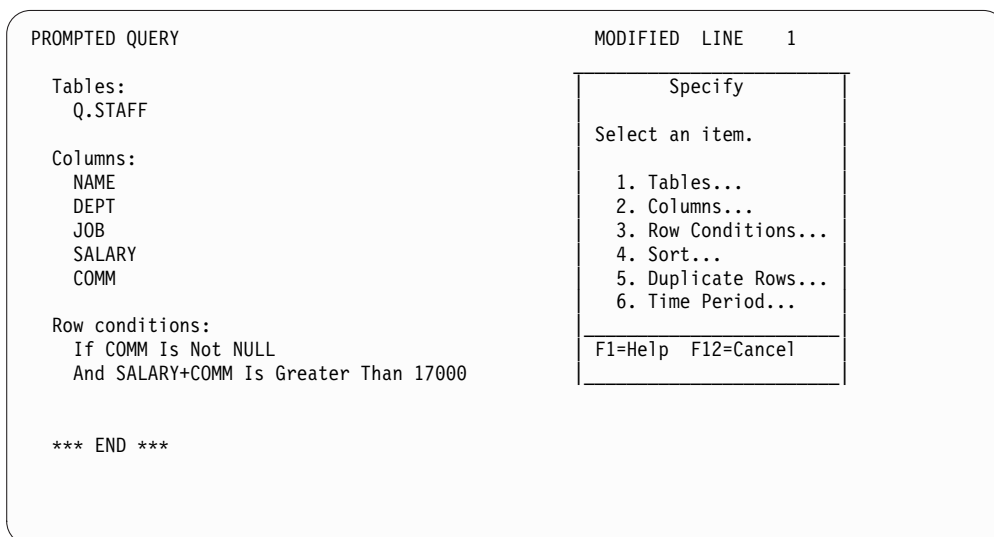 PROMPTED QUERY MODIFIED LINE 1
Tables:
Q.STAFF
Columns:
NAME
DEPT
JOB
SALARY
COMM
Row conditions:
If COMM Is Not NULL
And SALARY+COMM Is Greater Than 17000
*** END ***
Specify
Select an item.
1. Tables...
2. Columns...
3. Row Conditions...
4. Sort...
5. Duplicate Rows...
6. Time Period...
F1=Help F12=Cancel